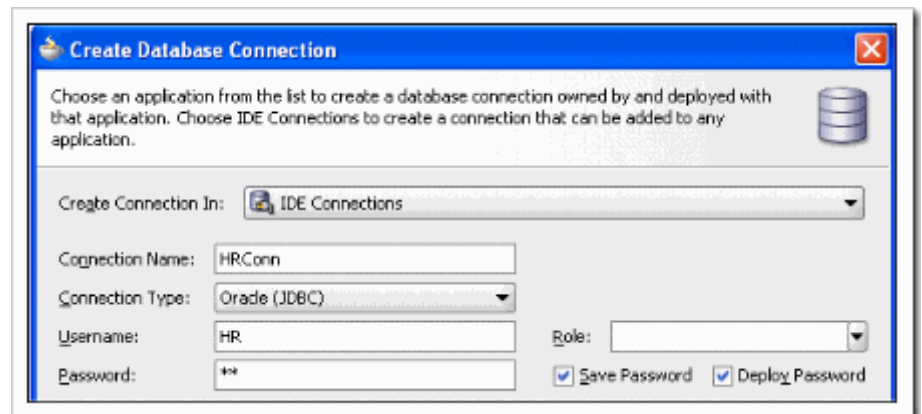 Create Database Connection
Choose an application from the list to create a database connection owned by and deployed with
that application. Choose IDE Connections to create a connection that can be added to any
application.
Create Connection In: IDE Connections
Connection Name: HRConn
Connection Type: Oracle (JDBC)
Username: HR Role:
Password: ** Save Password Deploy Password